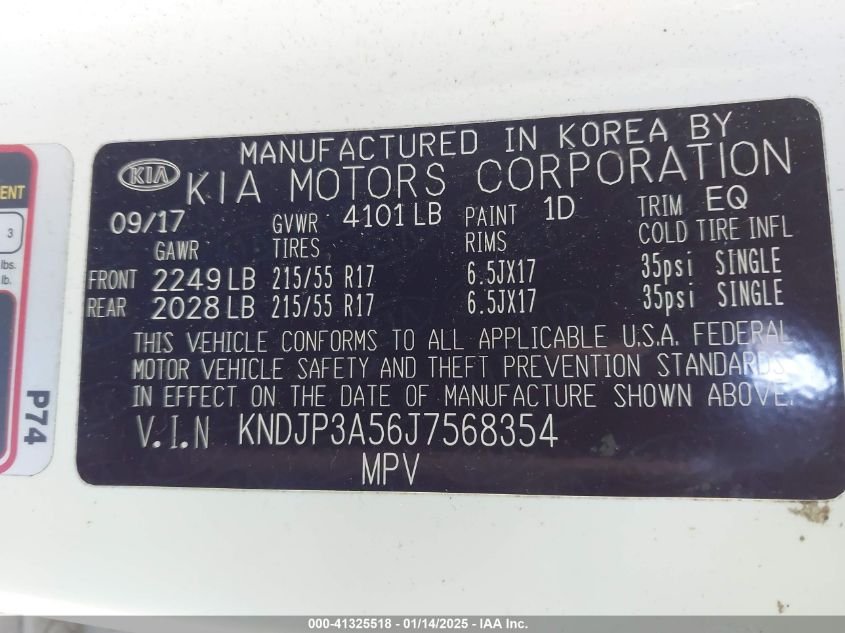 MANUFACTURED IN KOREA BY
KIA KIA MOTORS CORPORATION
09/17 GVWR 4101 LB PAINT 1D TRIM EQ
GAWR TIRES RIMS COLD TIRE INFL
FRONT 2249 LB 215/55 R17 6.5JX17 35psi SINGLE
REAR 2028 LB 215/55 R17 6.5JX17 35psi SINGLE
THIS VEHICLE CONFORMS TO ALL APPLICABLE U.S.A. FEDERAL
MOTOR VEHICLE SAFETY AND THEFT PREVENTION STANDARDS
IN EFFECT ON THE DATE OF MANUFACTURE SHOWN ABOVE.
V.I.N KNDJP3A56J7568354
MPV
3
lbs.
lb.
P74
000-41325518 - 01/14/2025 - IAA Inc.